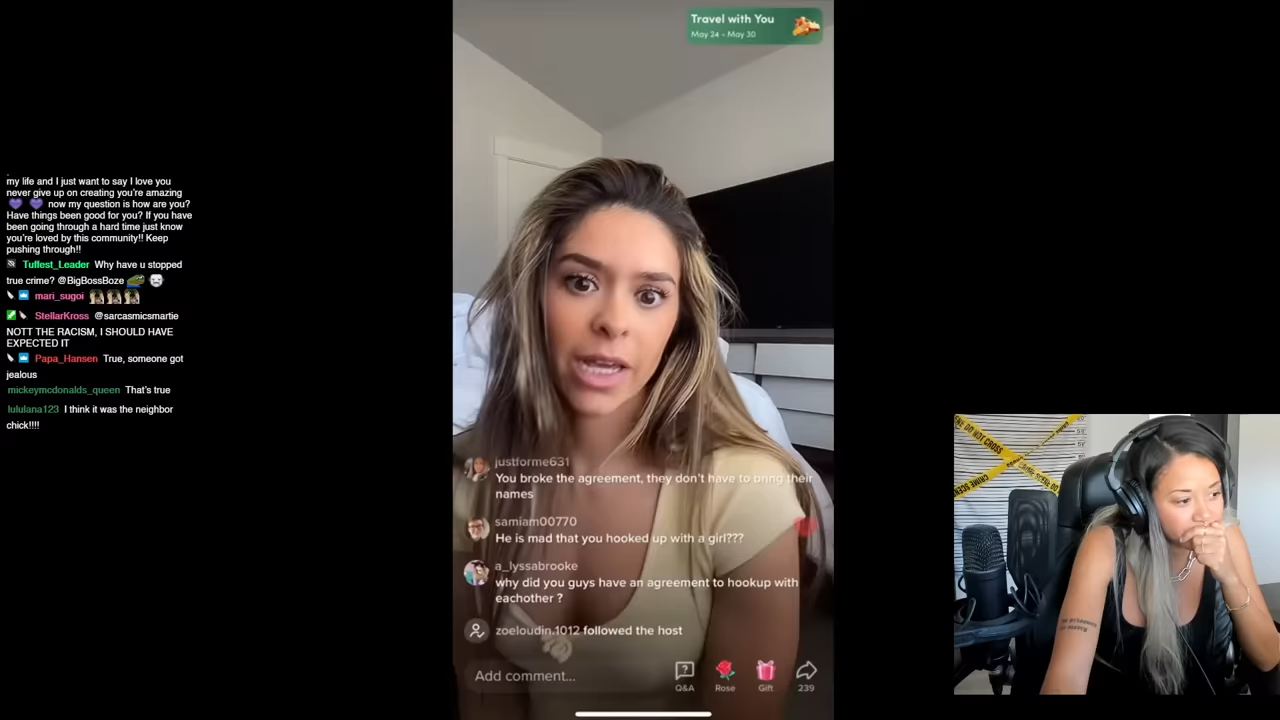 my life and I just want to say I love you
never give up on creating you're amazing
now my question is how are you?
Have things been good for you? If you have
been going through a hard time just know
you're loved by this community!! Keep
pushing through!!
Tuffest_Leader Why have u stopped
true crime? @BigBossBoze
mari_sugoi
StellarKross @sarcasmicsmartie
NOTT THE RACISM, I SHOULD HAVE
EXPECTED IT
Papa_Hansen True, someone got
jealous
mickeymcdonalds_queen That's true
lululana123 I think it was the neighbor
chick!!!!
Travel with You
May 24 - May 30
justforme631
You broke the agreement, they don't have to bring their
names
samiam00770
He is mad that you hooked up with a girl???
a_lyssabrooke
why did you guys have an agreement to hookup with
eachother ?
zoeloudin.1012 followed the host
Add comment...
Q&A
Rose
Gift
239
CRIME SCENE DO NOT CROSS